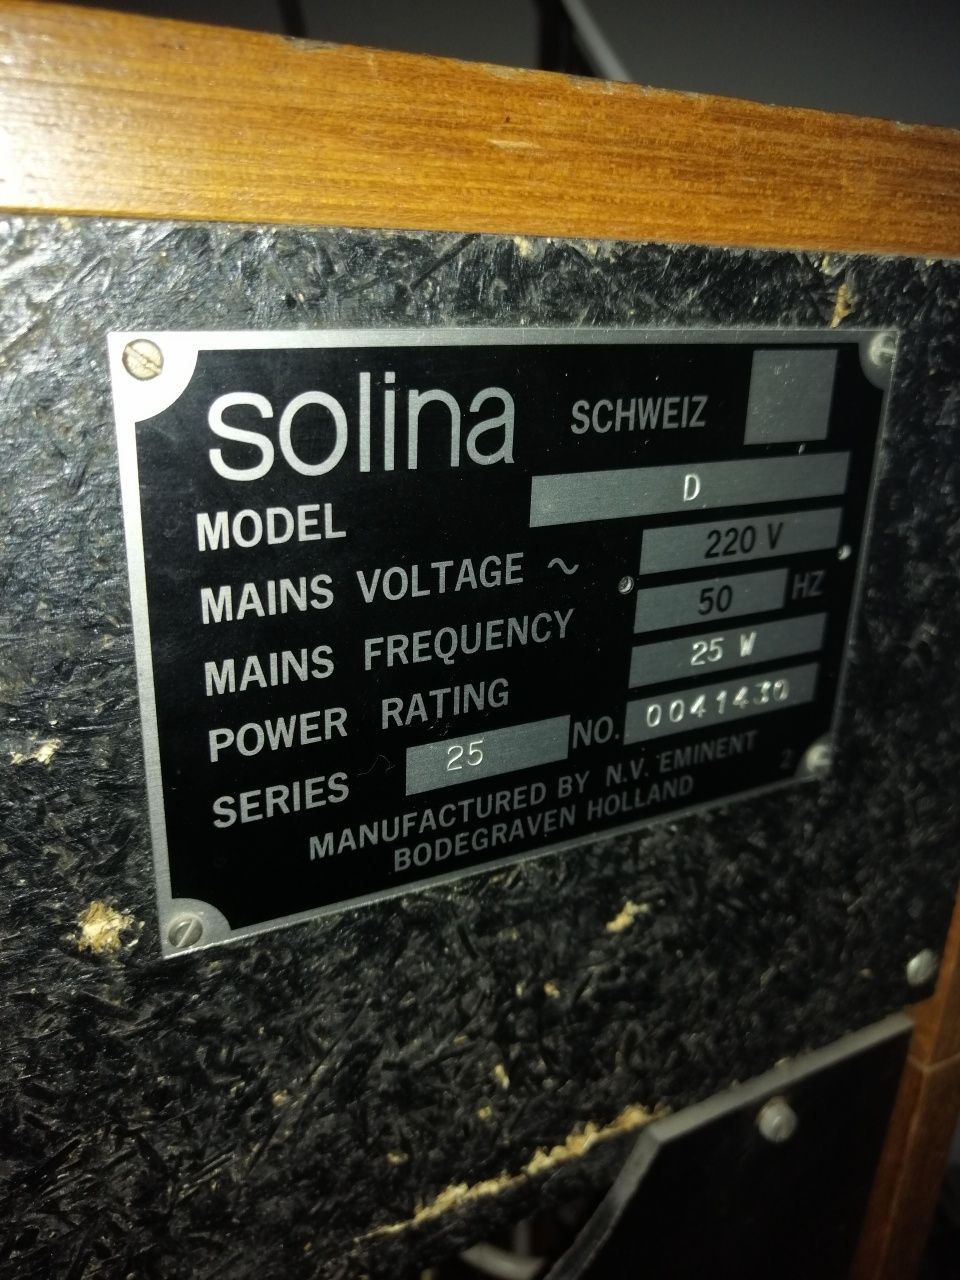 solina SCHWEIZ
MODEL D
MAINS VOLTAGE ~ 220 V
MAINS FREQUENCY 50 HZ
POWER RATING 25 W
SERIES 25 NO. 0041430
MANUFACTURED BY N.V. EMINENT 2
BODEGRAVEN HOLLAND